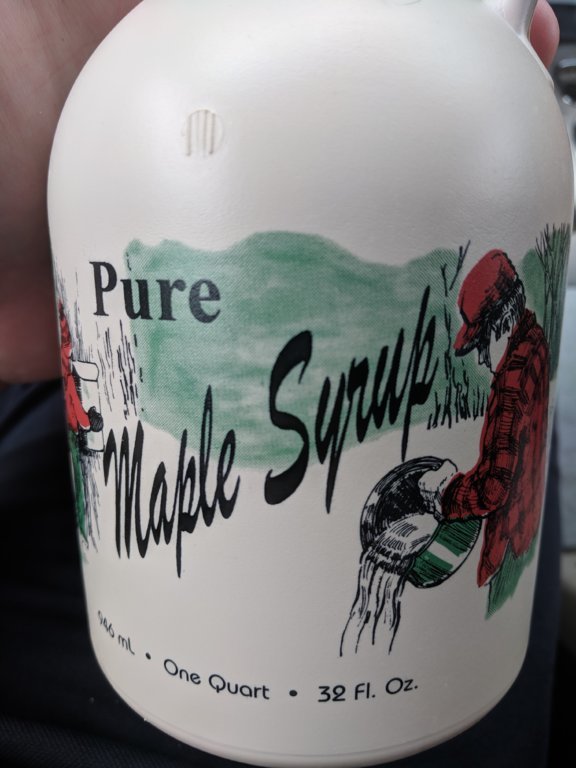 Pure
Maple Syrup
946 mL • One Quart • 32 Fl. Oz.